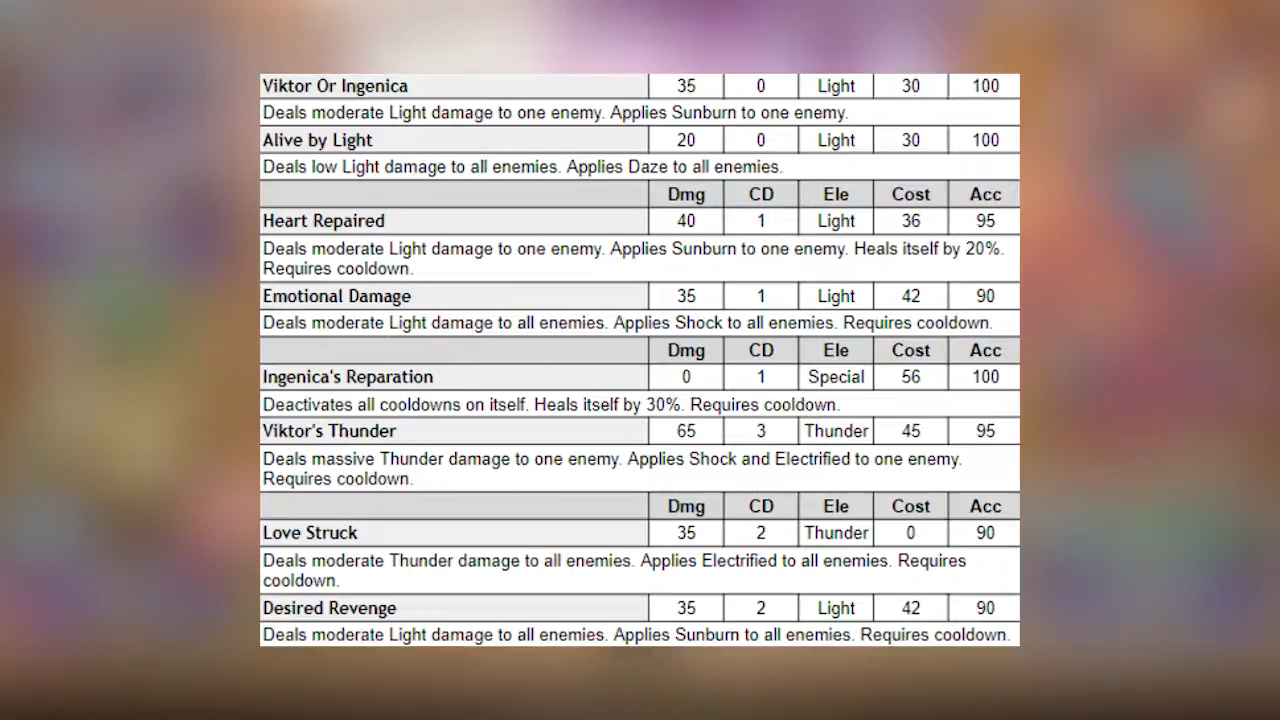 Viktor Or Ingenica 35 0 Light 30 100
Deals moderate Light damage to one enemy. Applies Sunburn to one enemy.
Alive by Light 20 0 Light 30 100
Deals low Light damage to all enemies. Applies Daze to all enemies.
Dmg CD Ele Cost Acc
Heart Repaired 40 1 Light 36 95
Deals moderate Light damage to one enemy. Applies Sunburn to one enemy. Heals itself by 20%.
Requires cooldown.
Emotional Damage 35 1 Light 42 90
Deals moderate Light damage to all enemies. Applies Shock to all enemies. Requires cooldown.
Dmg CD Ele Cost Acc
Ingenica's Reparation 0 1 Special 56 100
Deactivates all cooldowns on itself. Heals itself by 30%. Requires cooldown.
Viktor's Thunder 65 3 Thunder 45 95
Deals massive Thunder damage to one enemy. Applies Shock and Electrified to one enemy.
Requires cooldown.
Dmg CD Ele Cost Acc
Love Struck 35 2 Thunder 0 90
Deals moderate Thunder damage to all enemies. Applies Electrified to all enemies. Requires
cooldown.
Desired Revenge 35 2 Light 42 90
Deals moderate Light damage to all enemies. Applies Sunburn to all enemies. Requires cooldown.